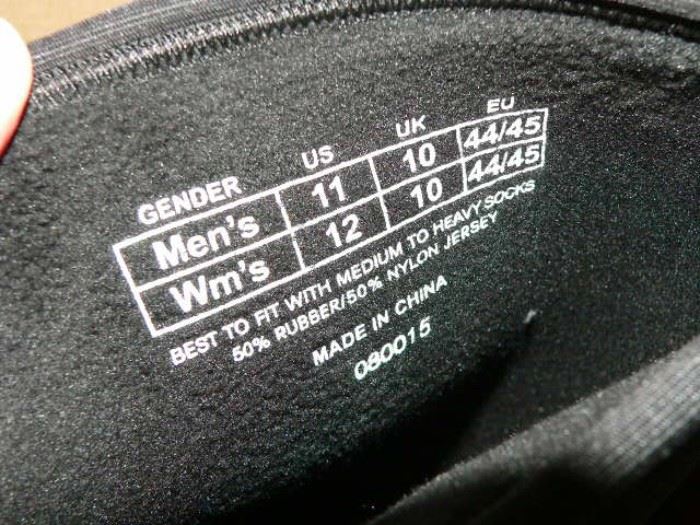 GENDER US UK EU
Men's 11 10 44/45
Wm's 12 10 44/45
BEST TO FIT WITH MEDIUM TO HEAVY SOCKS
50% RUBBER/50% NYLON JERSEY
MADE IN CHINA
080015